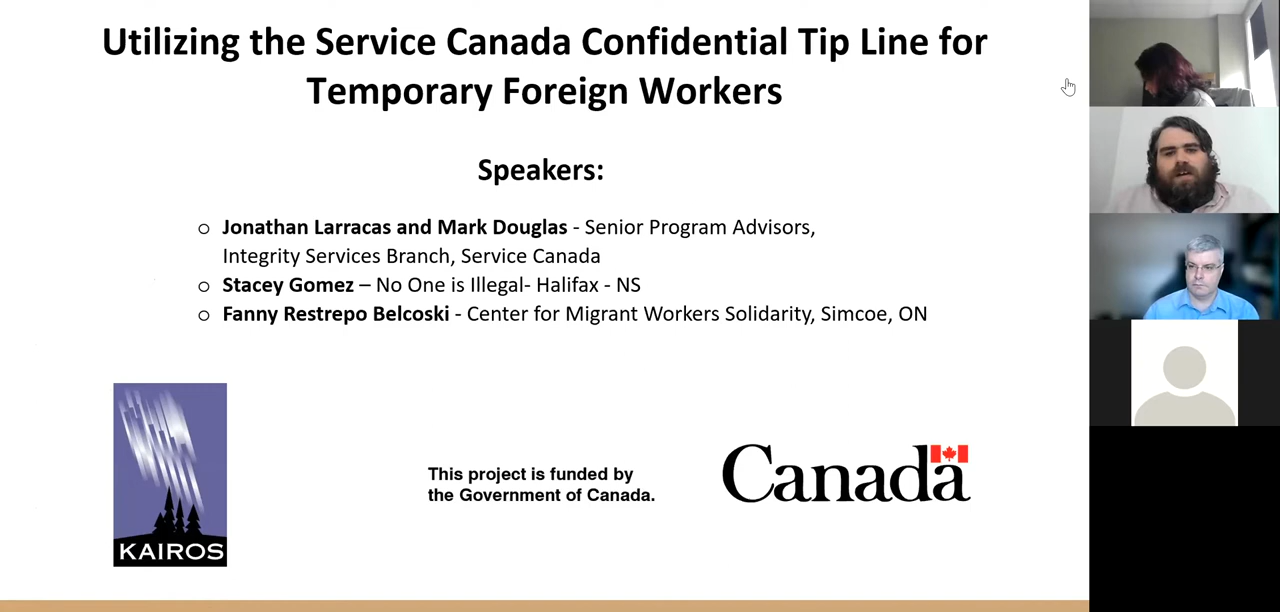 Utilizing the Service Canada Confidential Tip Line for
Temporary Foreign Workers
Speakers:
Jonathan Larracas and Mark Douglas - Senior Program Advisors,
Integrity Services Branch, Service Canada
Stacey Gomez – No One is Illegal- Halifax - NS
Fanny Restrepo Belcoski - Center for Migrant Workers Solidarity, Simcoe, ON
KAIROS
This project is funded by
the Government of Canada.
Canada